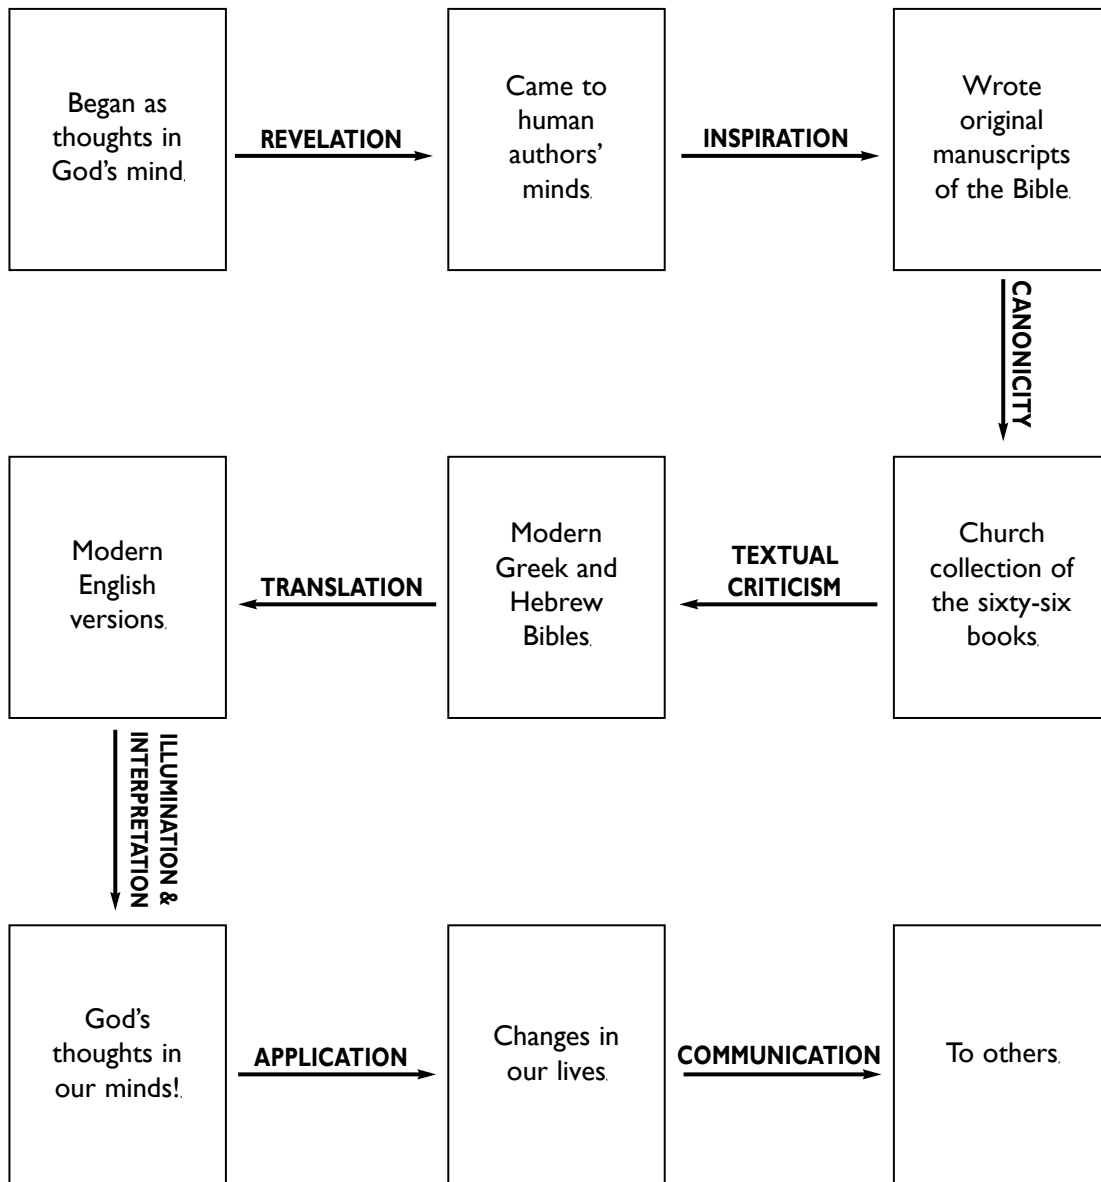 Began as
thoughts in
God’s mind.
REVELATION
Came to
human
authors’
minds.
INSPIRATION
Wrote
original
manuscripts
of the Bible.
CANONICITY
Church
collection of
the sixty-six
books.
TEXTUAL
CRITICISM
Modern
Greek and
Hebrew
Bibles.
TRANSLATION
Modern
English
versions.
ILLUMINATION &
INTERPRETATION
God’s
thoughts in
our minds!.
APPLICATION
Changes in
our lives.
COMMUNICATION
To others.